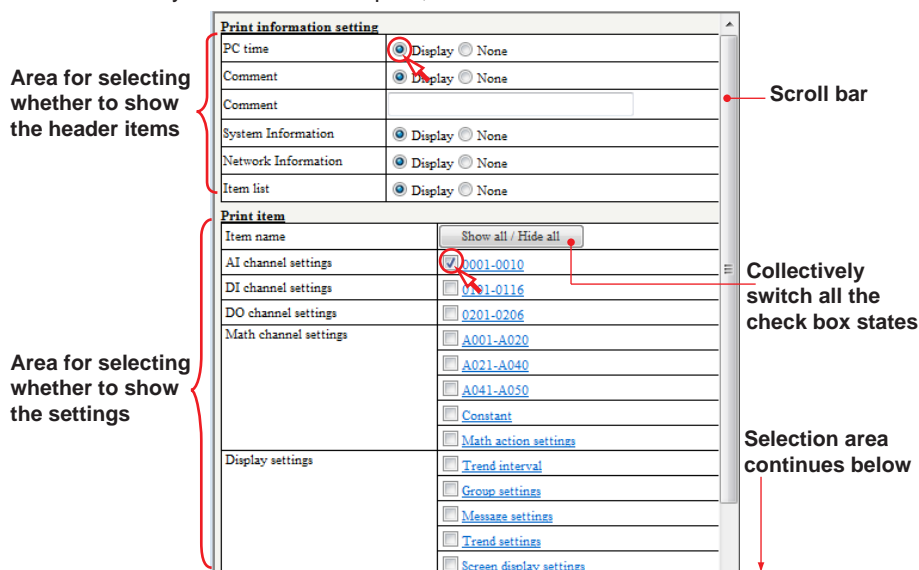 Print information setting
PC time Display None
Comment Display None
Comment
System Information Display None
Network Information Display None
Item list Display None
Print item
Item name Show all / Hide all
AI channel settings 0001-0010
DI channel settings 0101-0116
DO channel settings 0201-0206
Math channel settings A001-A020
A021-A040
A041-A050
Constant
Math action settings
Display settings Trend interval
Group settings
Message settings
Trend settings
Screen display settings
Area for selecting
whether to show
the header items
Area for selecting
whether to show
the settings
Scroll bar
Collectively
switch all the
check box states
Selection area
continues below